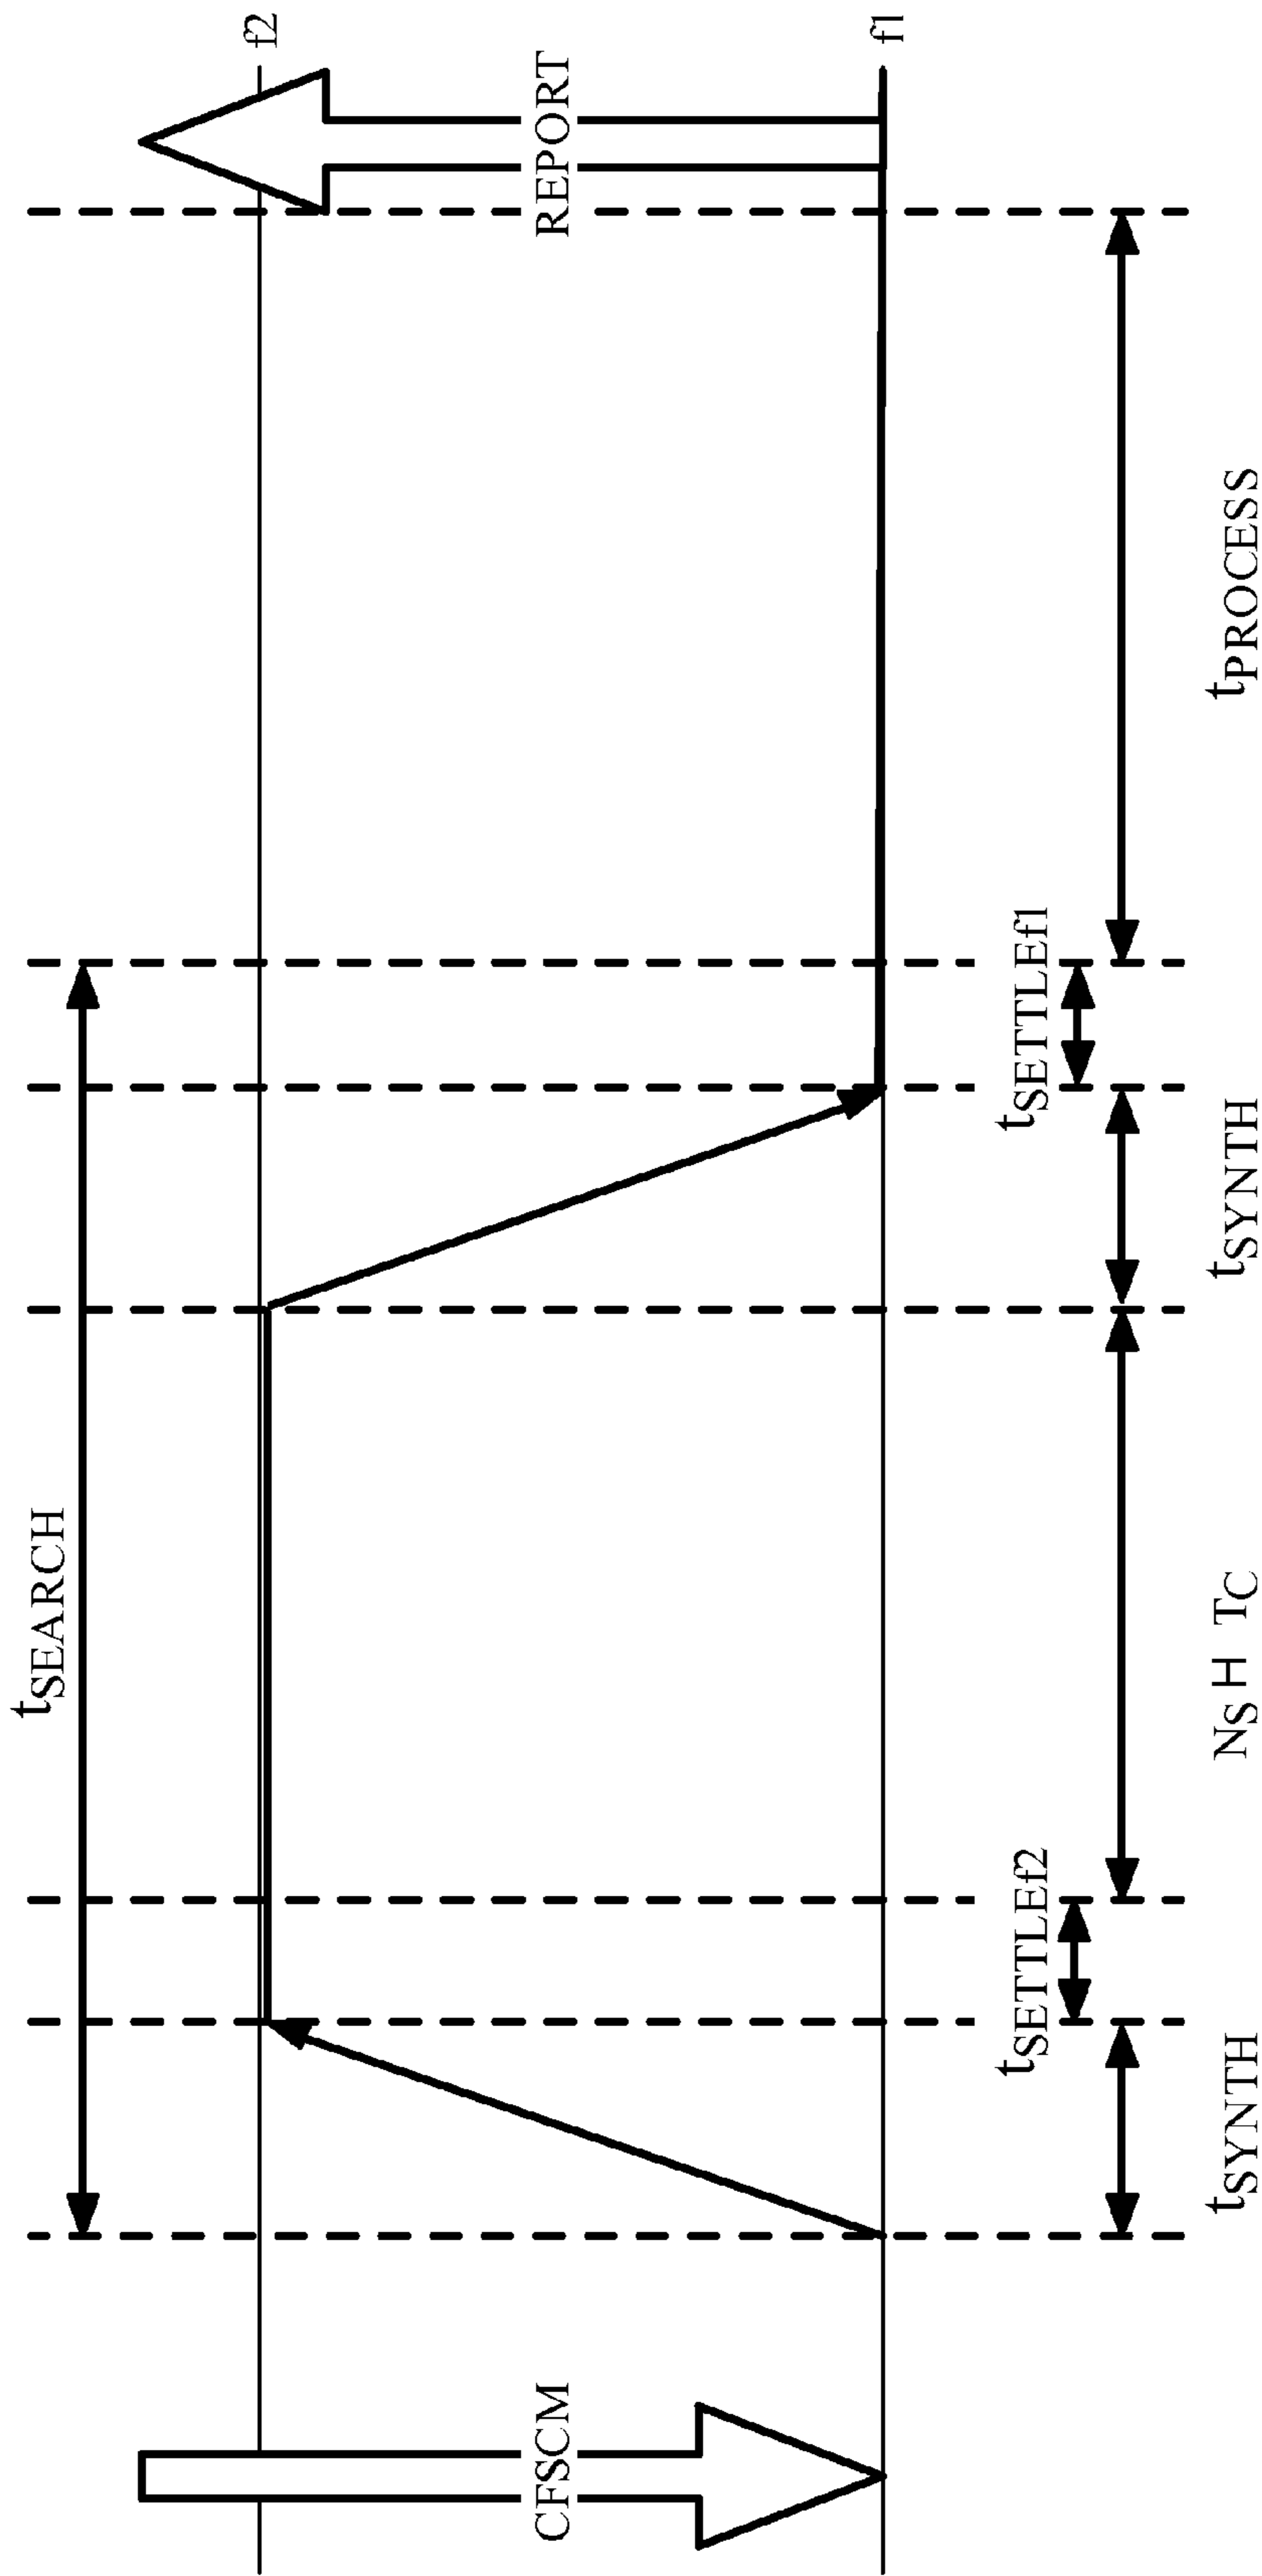 tSEARCH
f2
CFSCM
REPORT
f1
tSETTLEf2
tSETTLEf1
tSYNTH
NS H TC
tSYNTH
tPROCESS